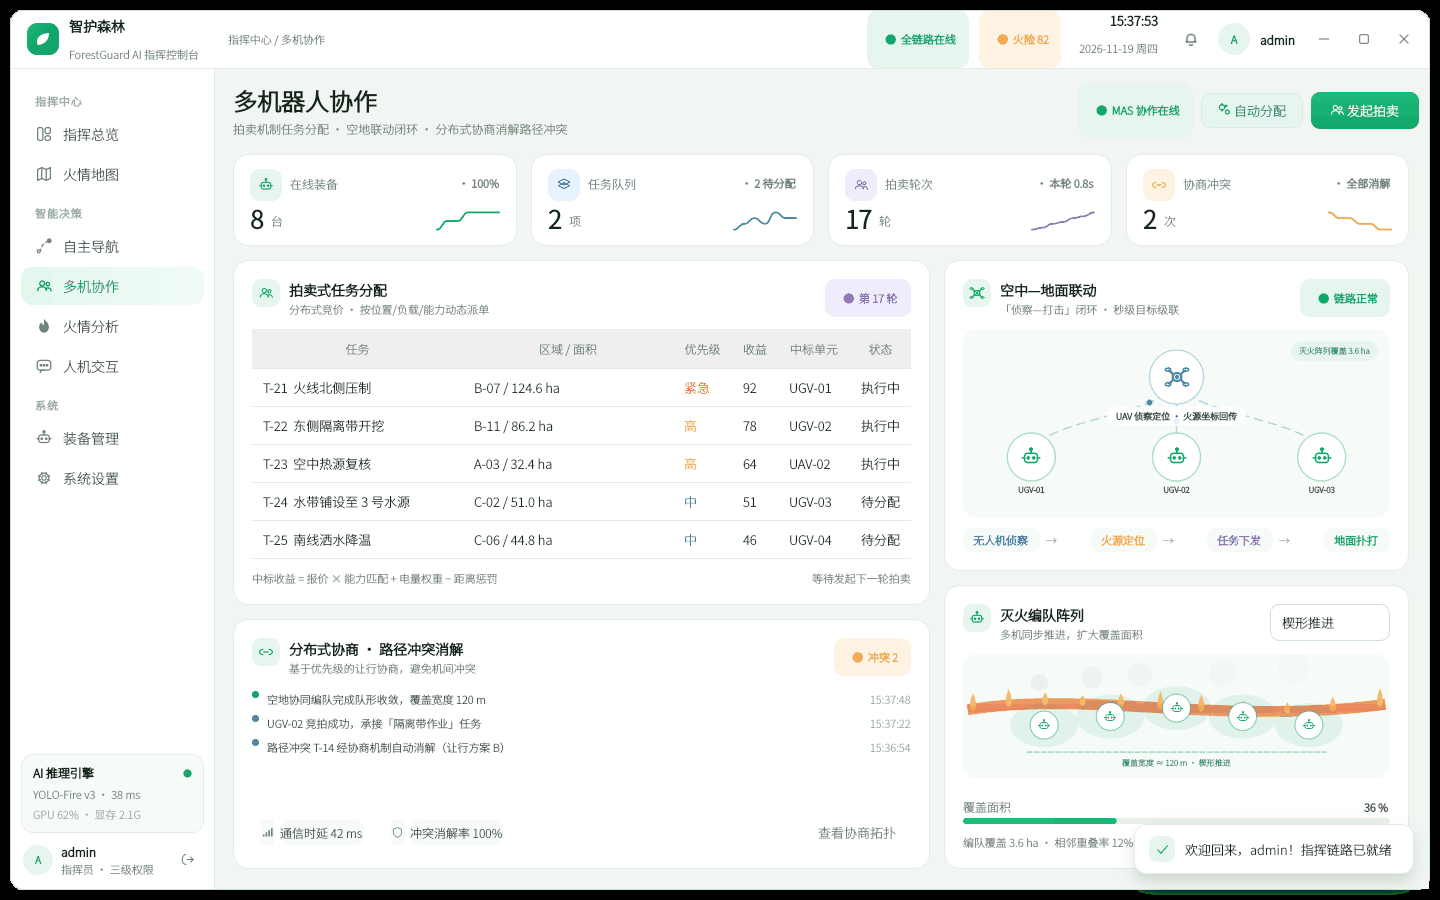 智护森林
ForestGuard AI 指挥控制台
指挥中心 / 多机协作
全链路在线
火险 82
15:37:53
2026-11-19 周四
A
admin
指挥中心
指挥总览
火情地图
智能决策
自主导航
多机协作
火情分析
人机交互
系统
装备管理
系统设置
AI 推理引擎
YOLO-Fire v3 · 38 ms
GPU 62% · 显存 2.1G
A
admin
指挥员 · 三级权限
多机器人协作
拍卖机制任务分配 · 空地联动闭环 · 分布式协商消解路径冲突
MAS 协作在线
自动分配
发起拍卖
在线装备
· 100%
8 台
任务队列
· 2 待分配
2 项
拍卖轮次
· 本轮 0.8s
17 轮
协商冲突
· 全部消解
2 次
拍卖式任务分配
分布式竞价 · 按位置/负载/能力动态派单
第 17 轮
任务 区域 / 面积 优先级 收益 中标单元 状态
T-21 火线北侧压制 B-07 / 124.6 ha 紧急 92 UGV-01 执行中
T-22 东侧隔离带开挖 B-11 / 86.2 ha 高 78 UGV-02 执行中
T-23 空中热源复核 A-03 / 32.4 ha 高 64 UAV-02 执行中
T-24 水带铺设至 3 号水源 C-02 / 51.0 ha 中 51 UGV-03 待分配
T-25 南线洒水降温 C-06 / 44.8 ha 中 46 UGV-04 待分配
中标收益 = 报价 × 能力匹配 + 电量权重 − 距离惩罚
等待发起下一轮拍卖
分布式协商 · 路径冲突消解
基于优先级的让行协商，避免机间冲突
冲突 2
空地协同编队完成队形收敛，覆盖宽度 120 m 15:37:48
UGV-02 竞拍成功，承接「隔离带作业」任务 15:37:22
路径冲突 T-14 经协商机制自动消解（让行方案 B） 15:36:54
通信时延 42 ms
冲突消解率 100%
查看协商拓扑
空中—地面联动
「侦察—打击」闭环 · 秒级目标级联
链路正常
灭火阵列覆盖 3.6 ha
UAV 侦察定位 · 火源坐标回传
UGV-01
UGV-02
UGV-03
无人机侦察 → 火源定位 → 任务下发 → 地面扑打
灭火编队阵列
多机同步推进，扩大覆盖面积
楔形推进
覆盖宽度 ≈ 120 m · 楔形推进
覆盖面积
36 %
编队覆盖 3.6 ha · 相邻重叠率 12%
欢迎回来，admin！指挥链路已就绪